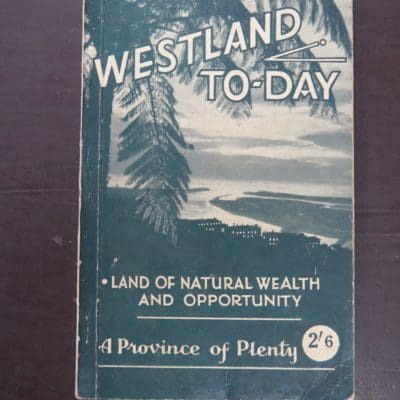 WESTLAND
TO-DAY
• LAND OF NATURAL WEALTH
AND OPPORTUNITY
A Province of Plenty
2'6